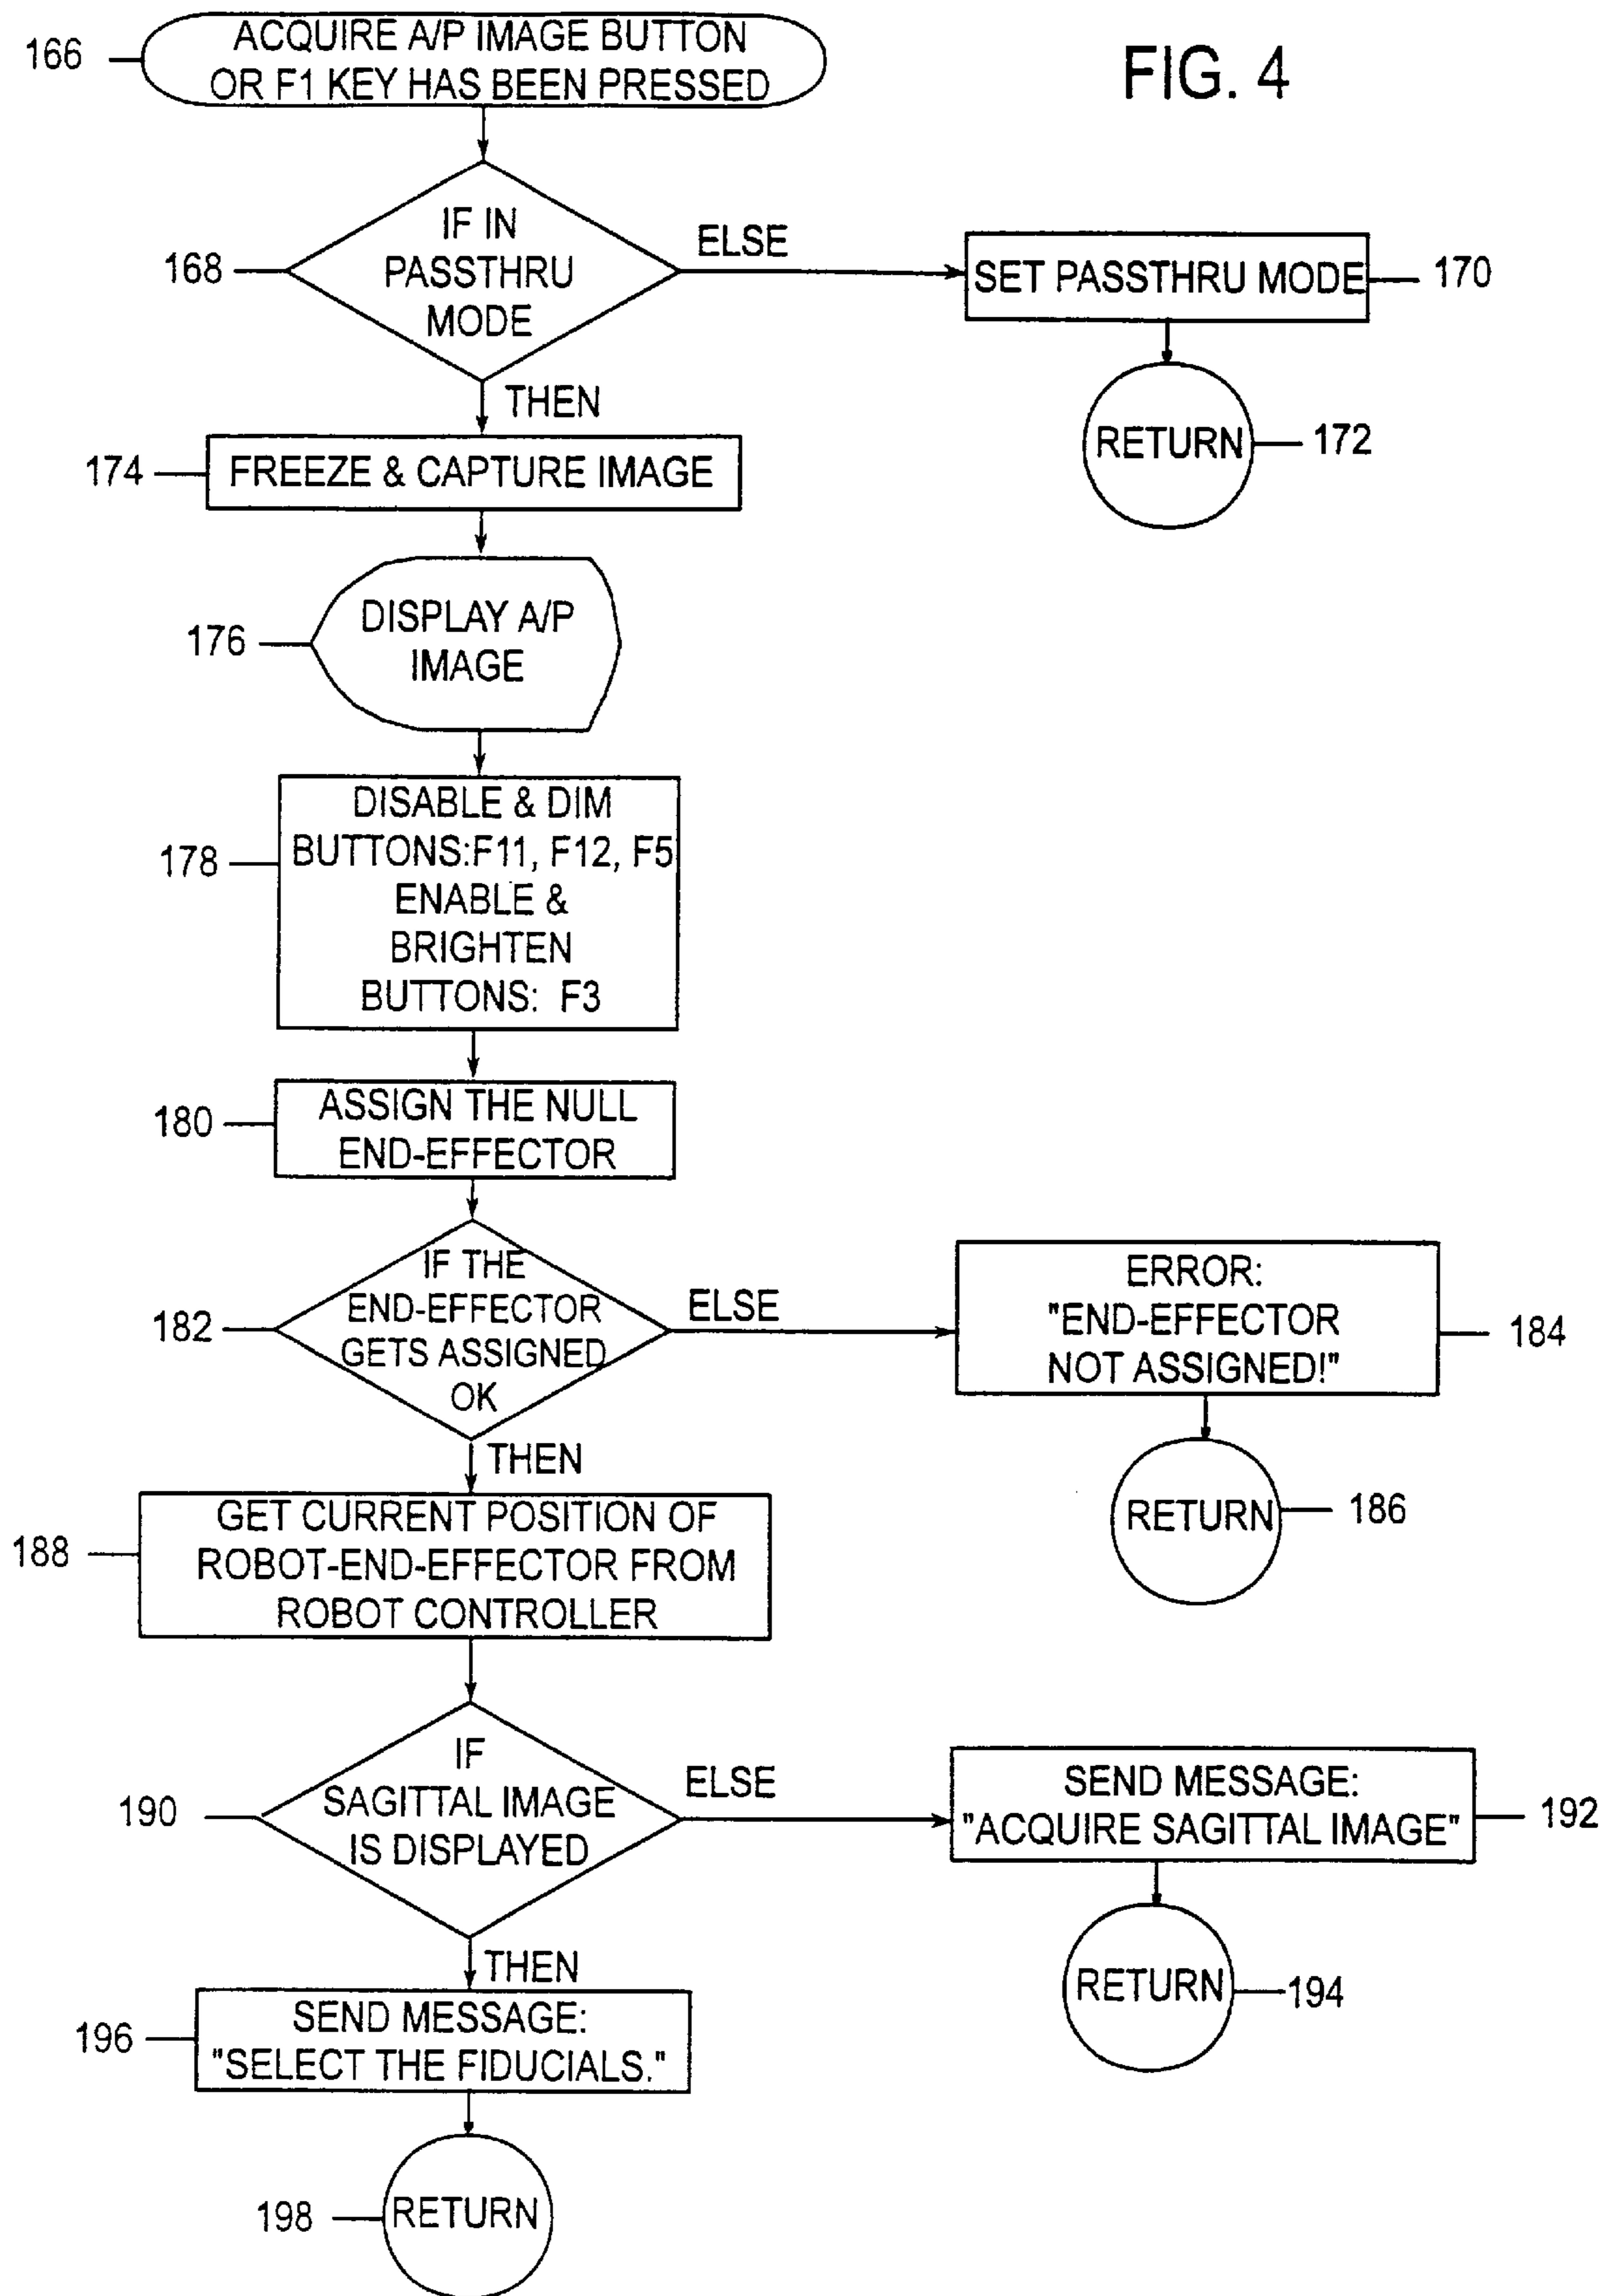 FIG. 4
166
ACQUIRE A/P IMAGE BUTTON
OR F1 KEY HAS BEEN PRESSED
168
IF IN
PASSTHRU
MODE
ELSE
SET PASSTHRU MODE
170
RETURN
172
THEN
174
FREEZE & CAPTURE IMAGE
176
DISPLAY A/P
IMAGE
178
DISABLE & DIM
BUTTONS:F11, F12, F5
ENABLE &
BRIGHTEN
BUTTONS: F3
180
ASSIGN THE NULL
END-EFFECTOR
182
IF THE
END-EFFECTOR
GETS ASSIGNED
OK
ELSE
ERROR:
"END-EFFECTOR
NOT ASSIGNED!"
184
RETURN
186
THEN
188
GET CURRENT POSITION OF
ROBOT-END-EFFECTOR FROM
ROBOT CONTROLLER
190
IF
SAGITTAL IMAGE
IS DISPLAYED
ELSE
SEND MESSAGE:
"ACQUIRE SAGITTAL IMAGE"
192
RETURN
194
THEN
196
SEND MESSAGE:
"SELECT THE FIDUCIALS."
198
RETURN